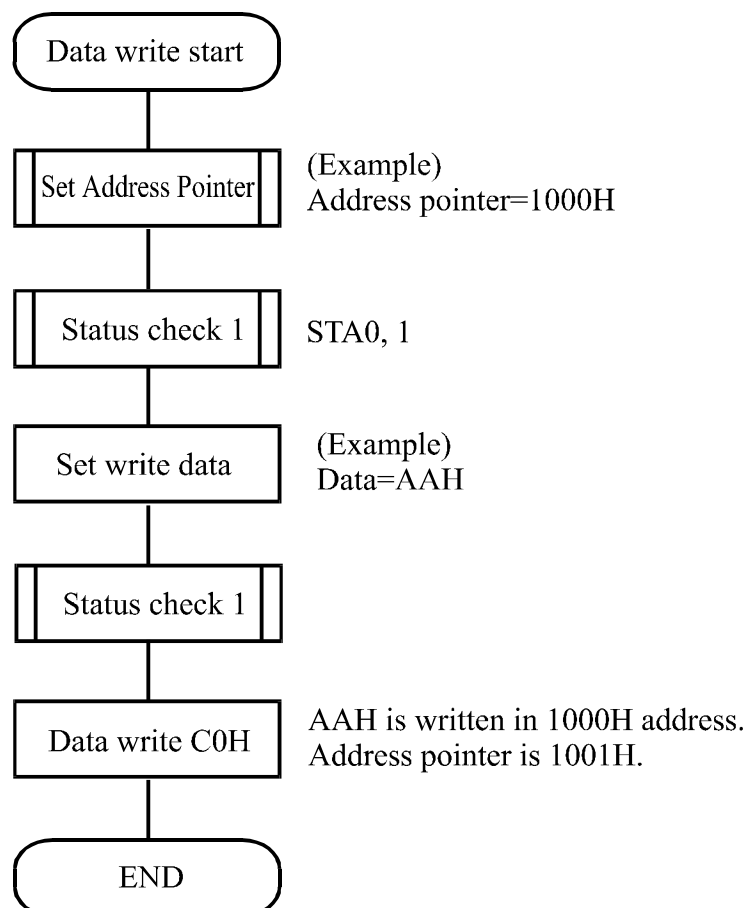 Data write start
Set Address Pointer
(Example)
Address pointer=1000H
Status check 1
STA0, 1
Set write data
(Example)
Data=AAH
Status check 1
Data write C0H
AAH is written in 1000H address.
Address pointer is 1001H.
END